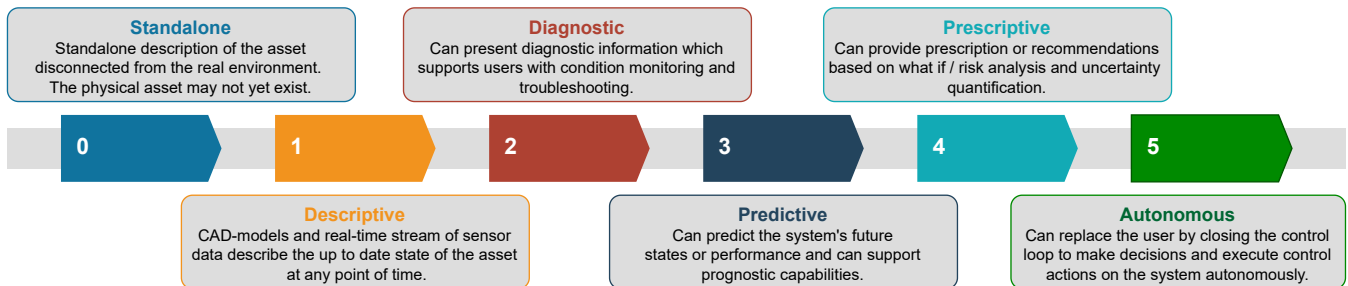 Standalone
Standalone description of the asset
disconnected from the real environment.
The physical asset may not yet exist.
Diagnostic
Can present diagnostic information which
supports users with condition monitoring and
troubleshooting.
Prescriptive
Can provide prescription or recommendations
based on what if / risk analysis and uncertainty
quantification.
0
1
2
3
4
5
Descriptive
CAD-models and real-time stream of sensor
data describe the up to date state of the asset
at any point of time.
Predictive
Can predict the system's future
states or performance and can support
prognostic capabilities.
Autonomous
Can replace the user by closing the control
loop to make decisions and execute control
actions on the system autonomously.